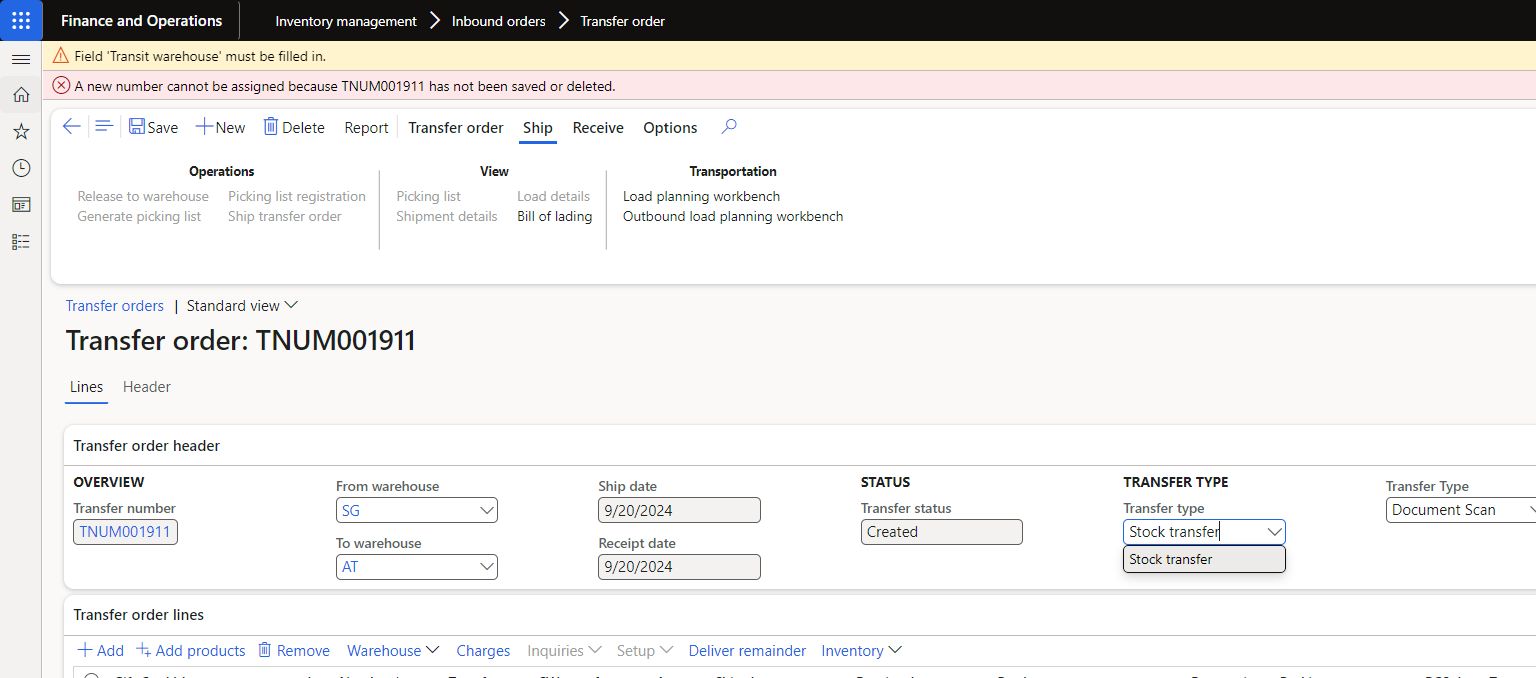 Finance and Operations Inventory management Inbound orders Transfer order
Field 'Transit warehouse' must be filled in.
A new number cannot be assigned because TNUM001911 has not been saved or deleted.
Save New Delete Report Transfer order Ship Receive Options
Operations View Transportation
Release to warehouse Picking list registration Picking list Load details Load planning workbench
Generate picking list Ship transfer order Shipment details Bill of lading Outbound load planning workbench
Transfer orders | Standard view
Transfer order: TNUM001911
Lines Header
Transfer order header
OVERVIEW
Transfer number
TNUM001911
From warehouse
SG
To warehouse
AT
Ship date
9/20/2024
Receipt date
9/20/2024
STATUS
Transfer status
Created
TRANSFER TYPE
Transfer type
Stock transfer
Stock transfer
Transfer Type
Document Scan
Transfer order lines
Add Add products Remove Warehouse Charges Inquiries Setup Deliver remainder Inventory